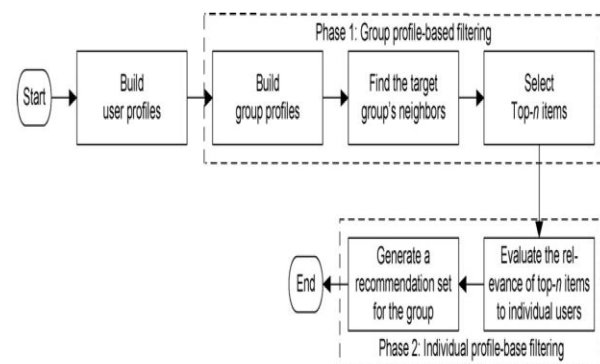 Phase 1: Group profile-based filtering
Start
Build
user profiles
Build
group profiles
Find the target
group's neighbors
Select
Top-n items
Evaluate the rel-
evance of top-n items
to individual users
Generate a
recommendation set
for the group
End
Phase 2: Individual profile-base filtering